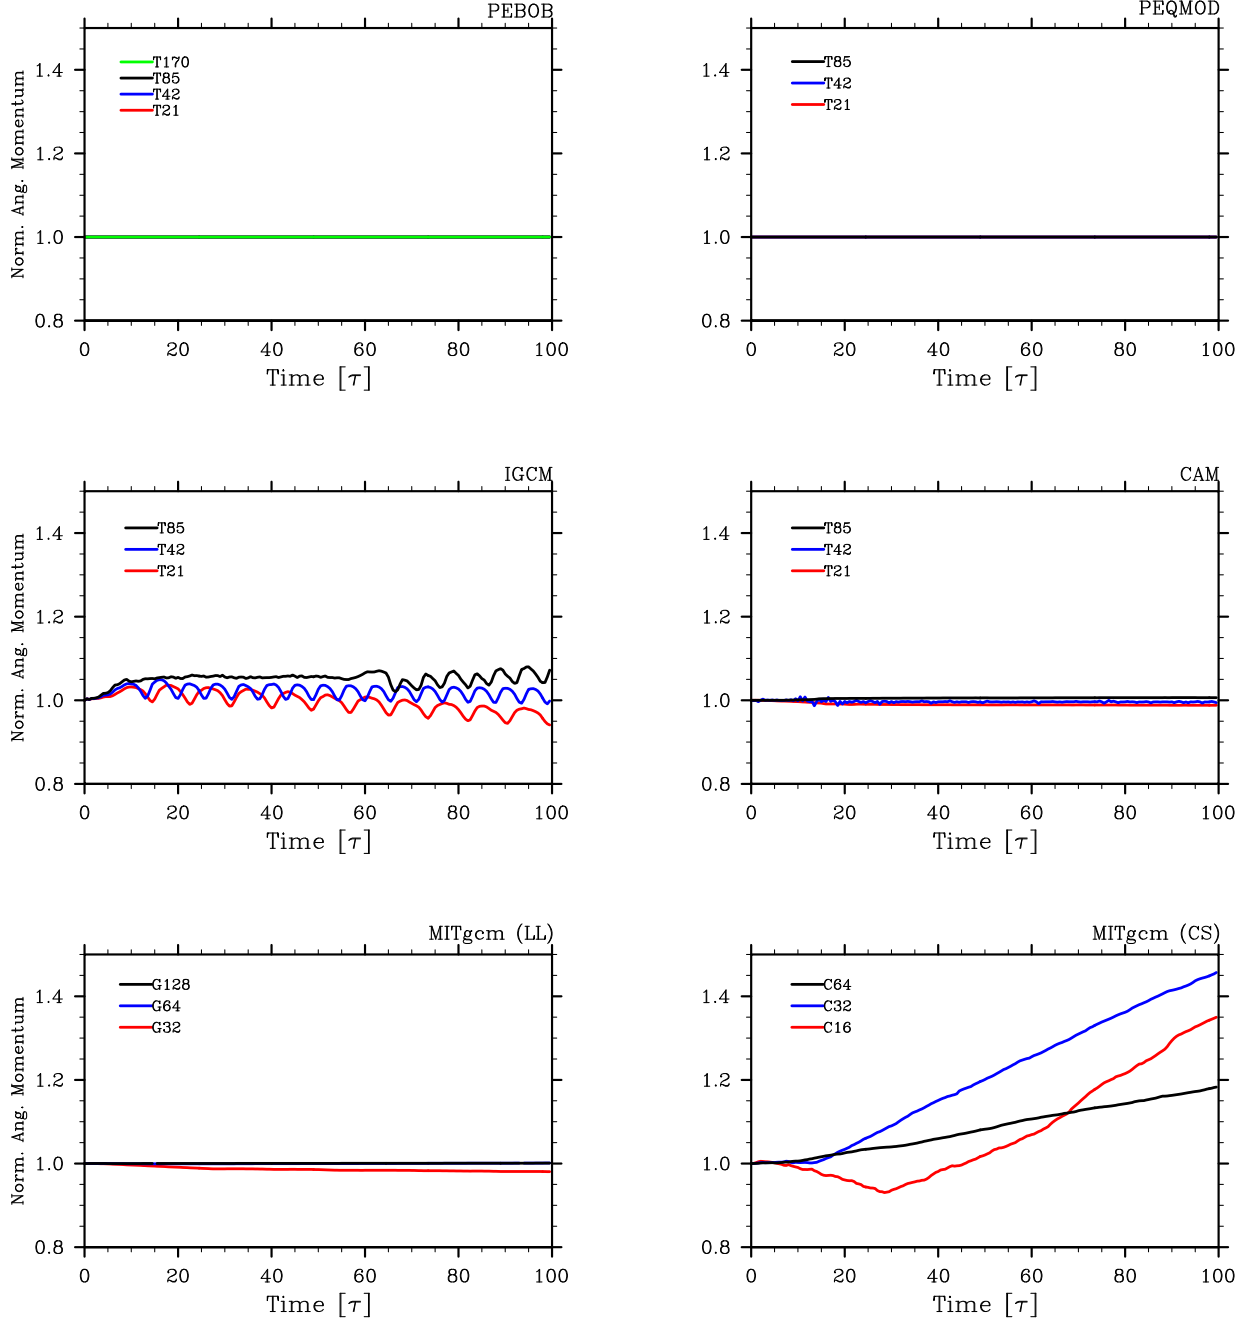 PEBOB
T170
T85
T42
T21
Norm. Ang. Momentum
1.4
1.2
1.0
0.8
0 20 40 60 80 100
Time [τ]
PEQMOD
T85
T42
T21
1.4
1.2
1.0
0.8
0 20 40 60 80 100
Time [τ]
IGCM
T85
T42
T21
Norm. Ang. Momentum
1.4
1.2
1.0
0.8
0 20 40 60 80 100
Time [τ]
CAM
T85
T42
T21
1.4
1.2
1.0
0.8
0 20 40 60 80 100
Time [τ]
MITgcm (LL)
G128
G64
G32
Norm. Ang. Momentum
1.4
1.2
1.0
0.8
0 20 40 60 80 100
Time [τ]
MITgcm (CS)
C64
C32
C16
1.4
1.2
1.0
0.8
0 20 40 60 80 100
Time [τ]